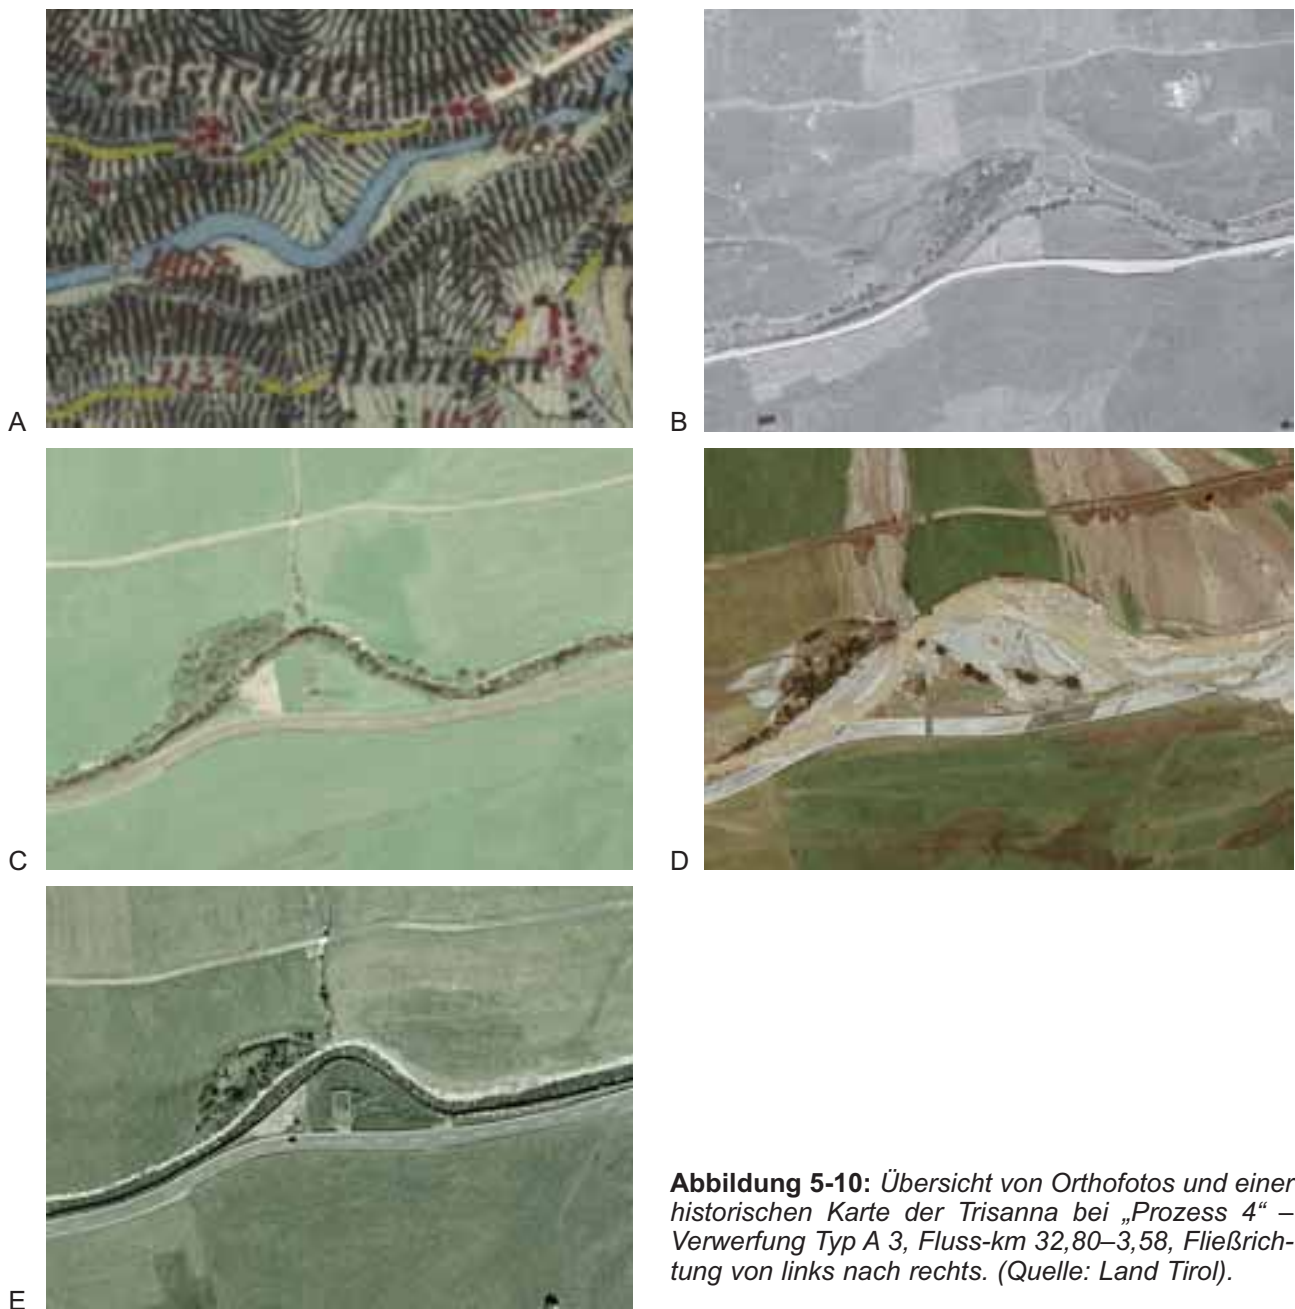 A
B
C
D
E
Abbildung 5-10: Übersicht von Orthofotos und einer
historischen Karte der Trisanna bei „Prozess 4“ –
Verwerfung Typ A 3, Fluss-km 32,80–3,58, Fließrich-
tung von links nach rechts. (Quelle: Land Tirol).